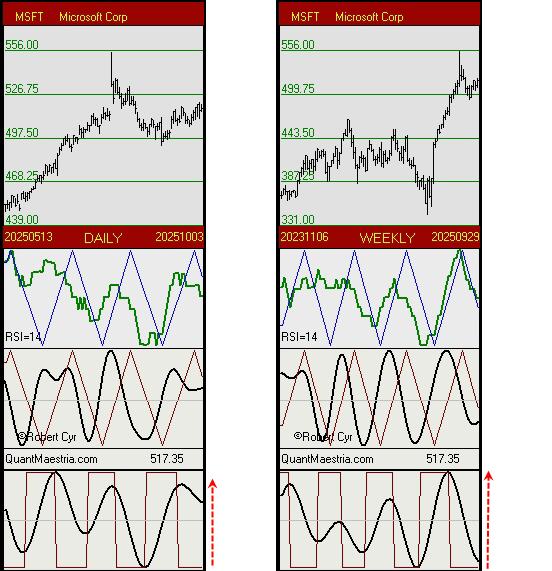 MSFT Microsoft Corp
556.00
526.75
497.50
468.25
439.00
20250513 DAILY 20251003
RSI=14
©Robert Cyr
QuantMaestria.com 517.35
MSFT Microsoft Corp
556.00
499.75
443.50
387.25
331.00
20231106 WEEKLY 20250929
RSI=14
©Robert Cyr
QuantMaestria.com 517.35